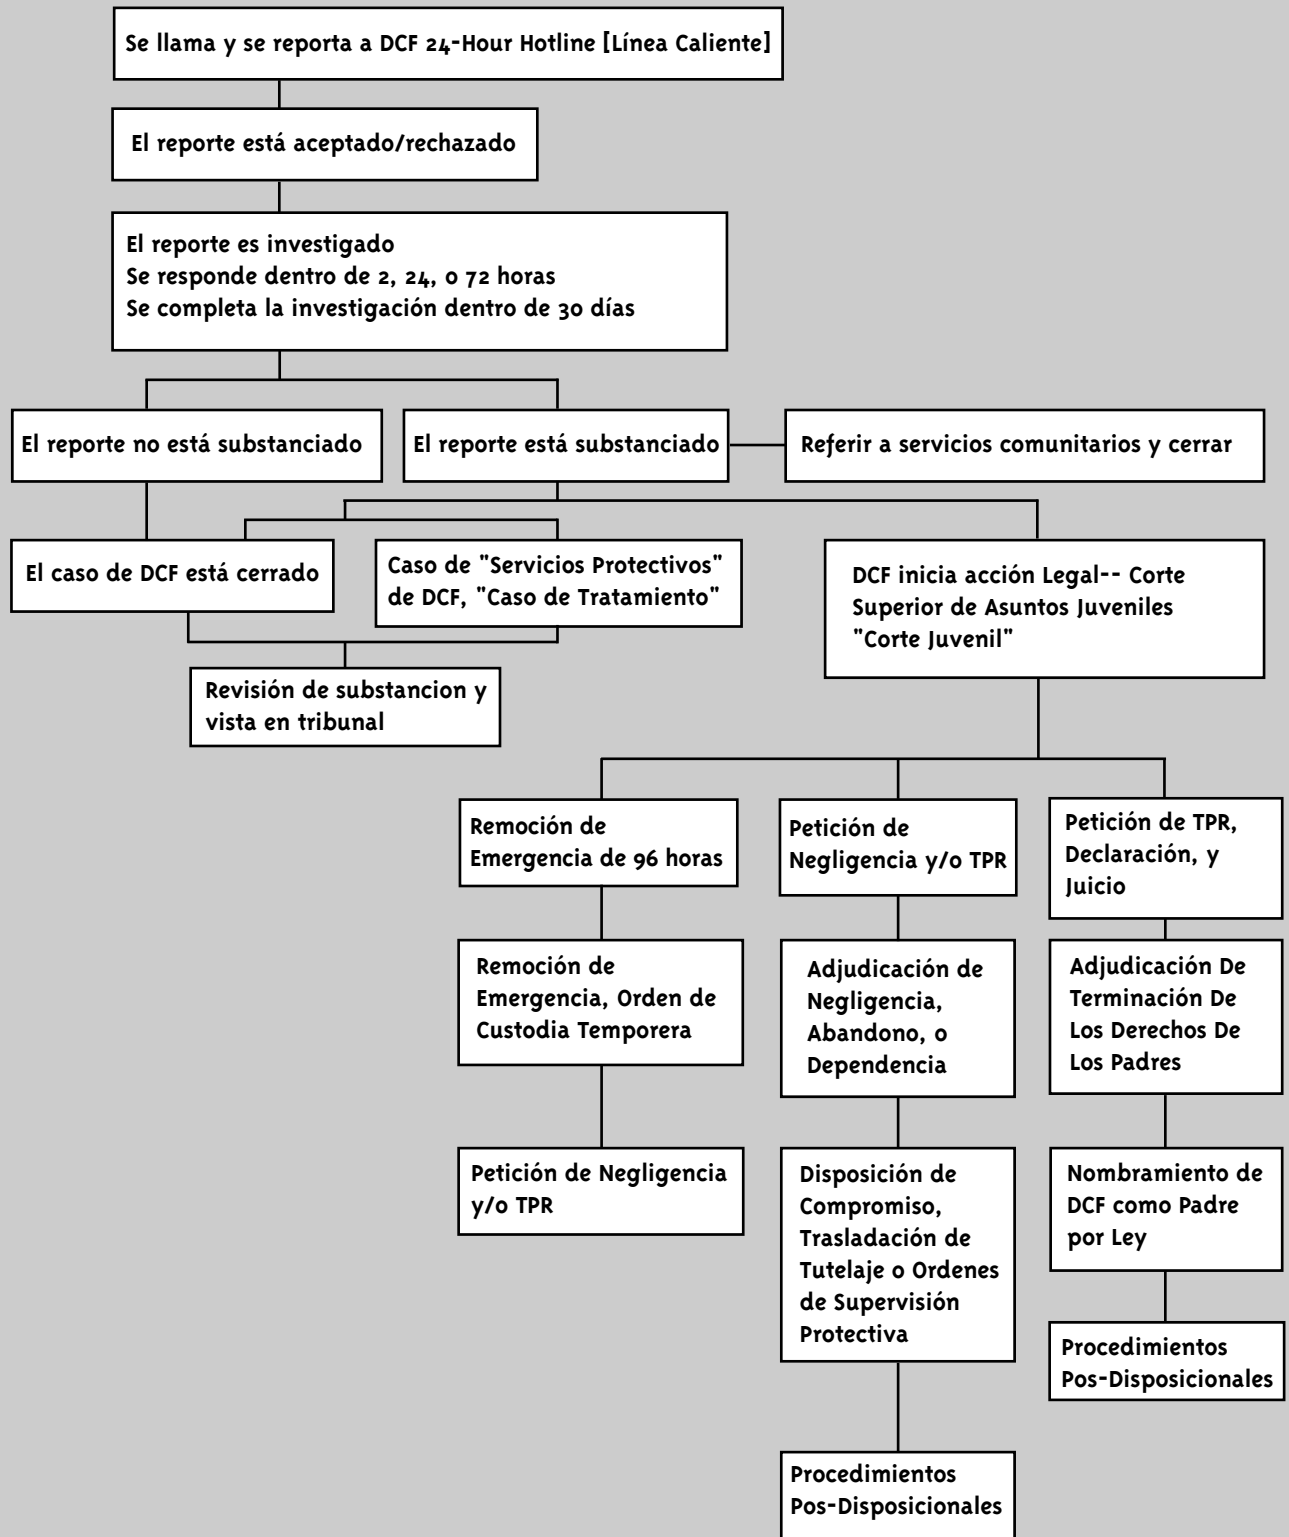 Se llama y se reporta a DCF 24-Hour Hotline [Línea Caliente]
El reporte está aceptado/rechazado
El reporte es investigado
Se responde dentro de 2, 24, o 72 horas
Se completa la investigación dentro de 30 días
El reporte no está substanciado
El reporte está substanciado
Referir a servicios comunitarios y cerrar
El caso de DCF está cerrado
Caso de "Servicios Protectivos"
de DCF, "Caso de Tratamiento"
DCF inicia acción Legal-- Corte
Superior de Asuntos Juveniles
"Corte Juvenil"
Revisión de substancion y
vista en tribunal
Remoción de
Emergencia de 96 horas
Petición de
Negligencia y/o TPR
Petición de TPR,
Declaración, y
Juicio
Remoción de
Emergencia, Orden de
Custodia Temporera
Adjudicación de
Negligencia,
Abandono, o
Dependencia
Adjudicación De
Terminación De
Los Derechos De
Los Padres
Petición de Negligencia
y/o TPR
Disposición de
Compromiso,
Trasladación de
Tutelaje o Ordenes
de Supervisión
Protectiva
Nombramiento de
DCF como Padre
por Ley
Procedimientos
Pos-Disposicionales
Procedimientos
Pos-Disposicionales